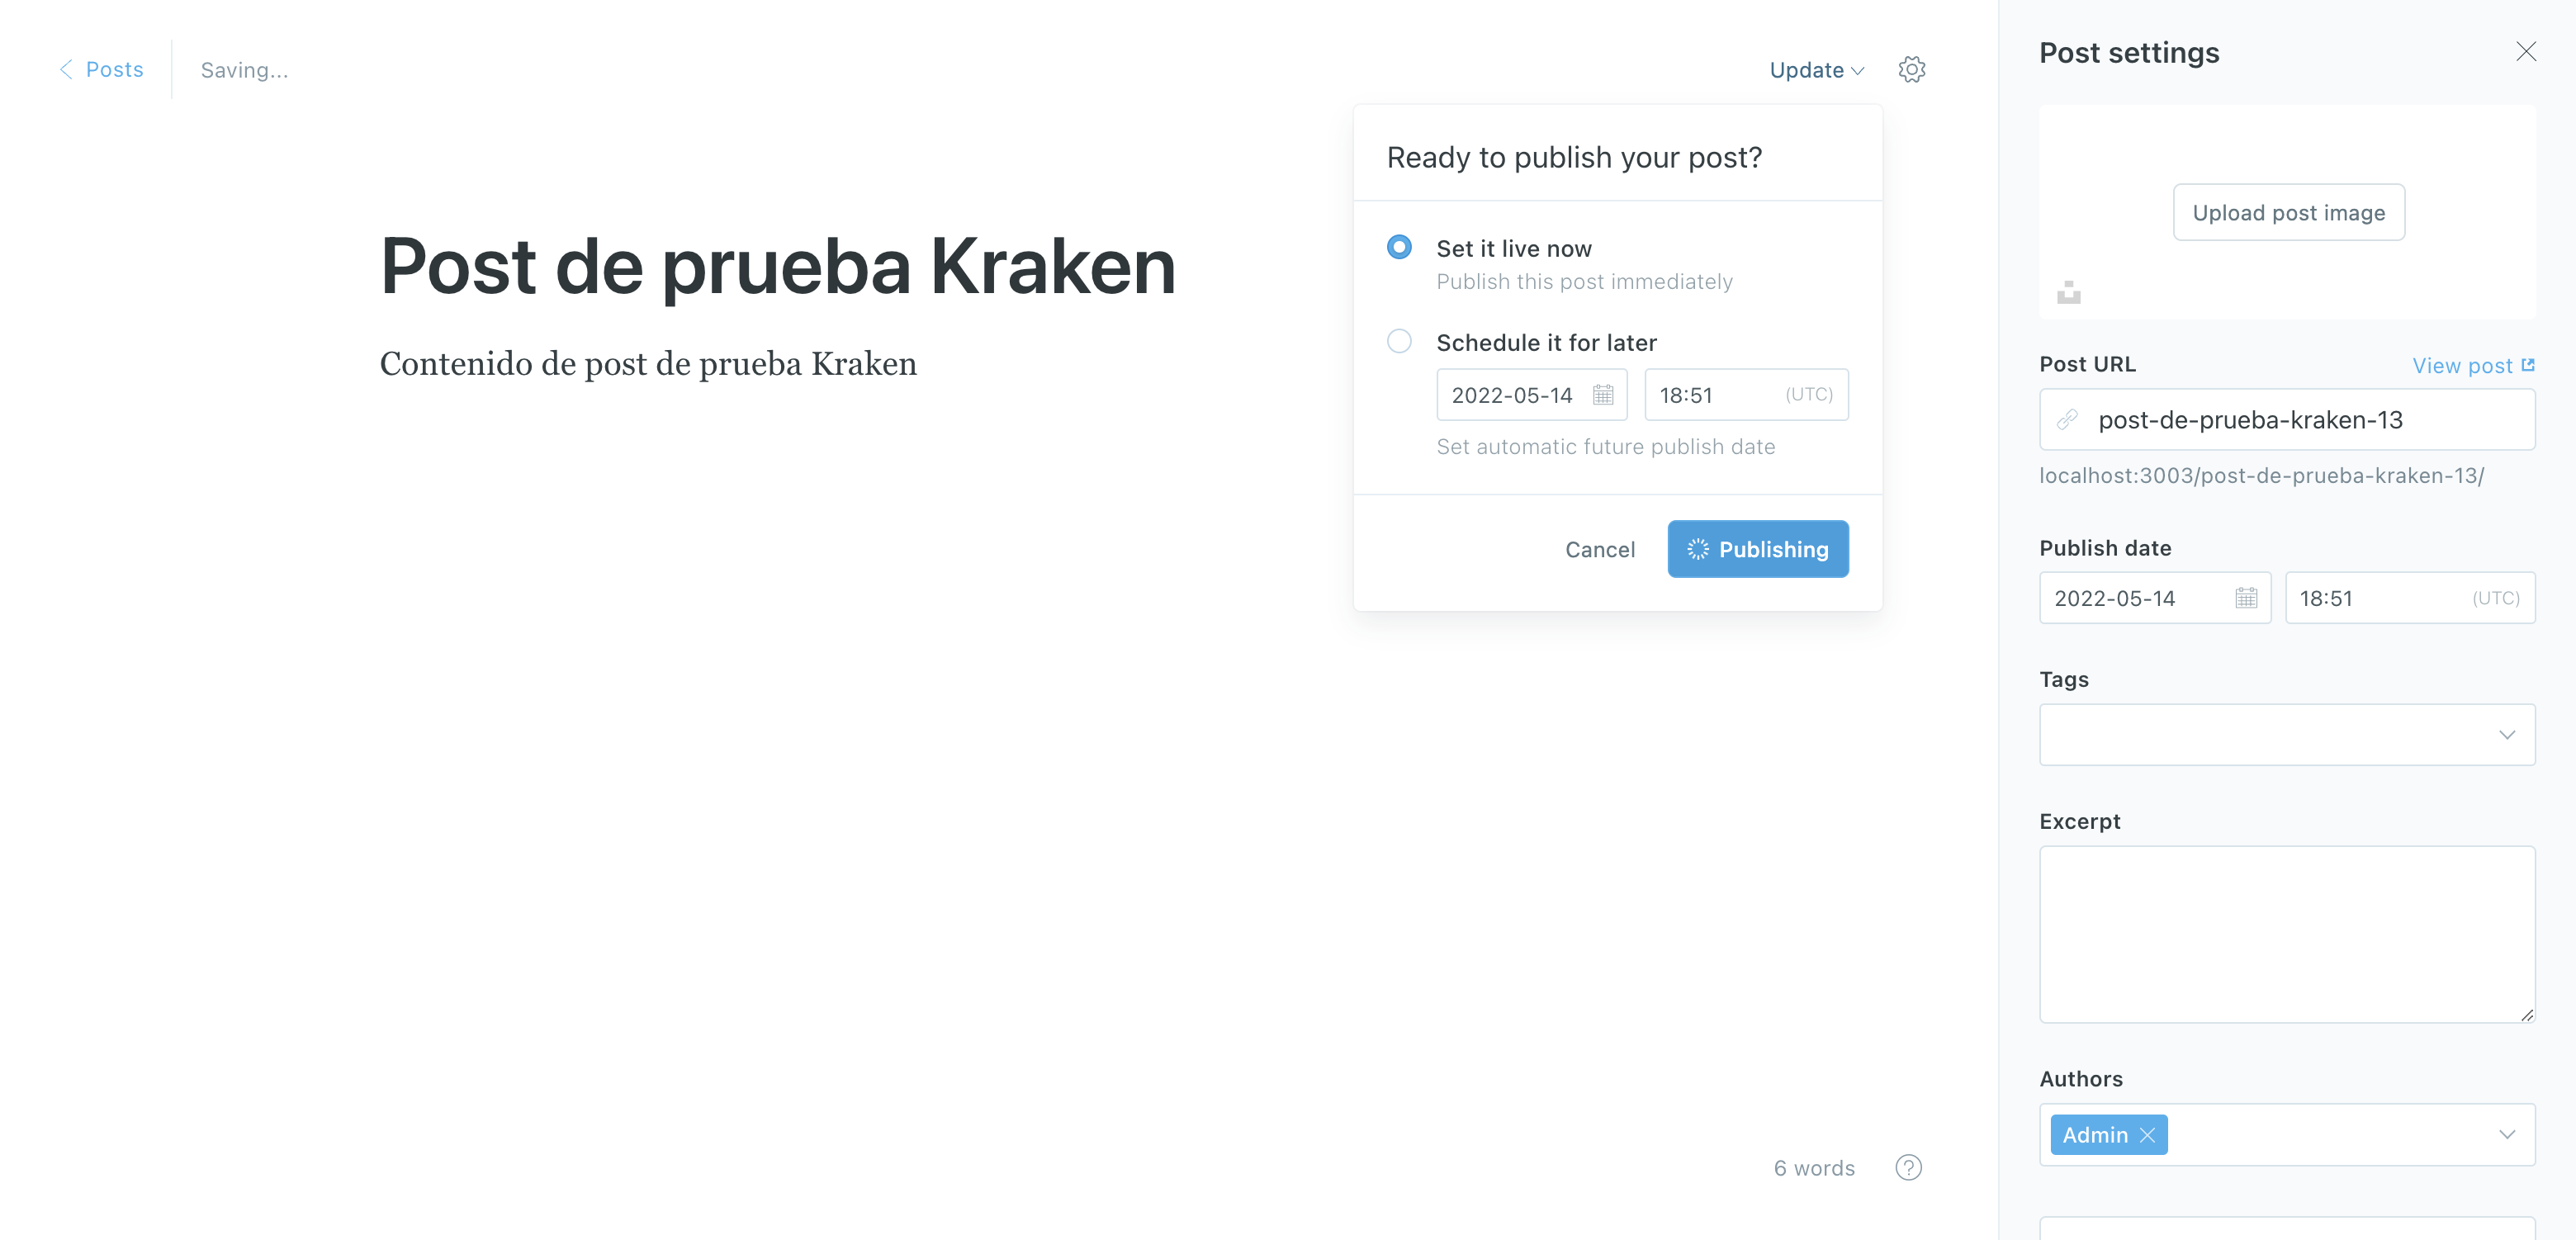 Posts
Saving...
Update
Post settings
Ready to publish your post?
Set it live now
Publish this post immediately
Schedule it for later
2022-05-14
18:51
(UTC)
Set automatic future publish date
Cancel
Publishing
Post de prueba Kraken
Contenido de post de prueba Kraken
6 words
?
Upload post image
Post URL
View post
post-de-prueba-kraken-13
localhost:3003/post-de-prueba-kraken-13/
Publish date
2022-05-14
18:51
(UTC)
Tags
Excerpt
Authors
Admin